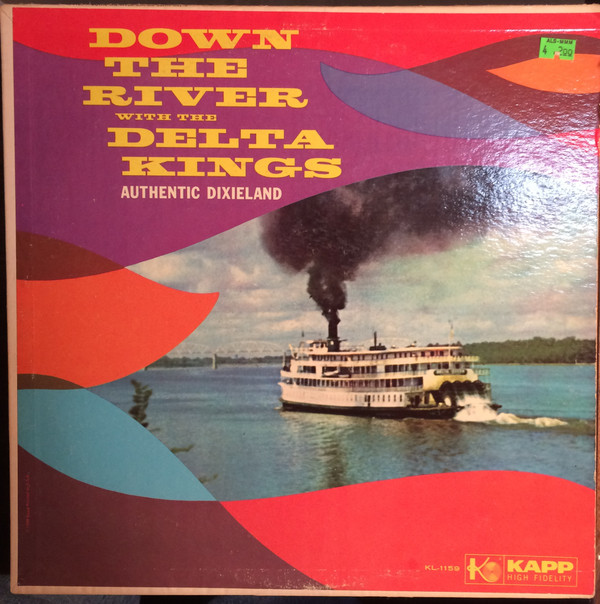 DOWN
THE
RIVER
WITH THE
DELTA
KINGS
AUTHENTIC DIXIELAND
KL-1159
K
KAPP
HIGH FIDELITY